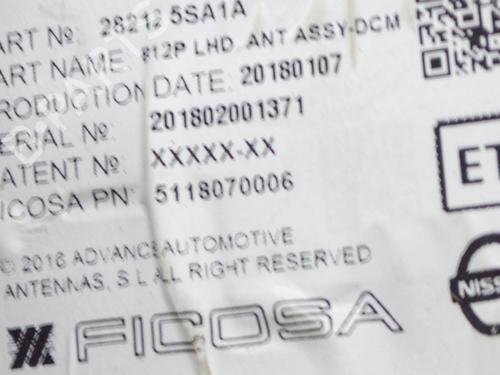 ART №: 28212 5SA1A
ART NAME: B12P LHD ANT ASSY-DCM
RODUCTION DATE: 20180107
ERIAL №: 201802001371
ATENT №: XXXXX-XX
ICOSA PN: 5118070006
ET
© 2016 ADVANCE AUTOMOTIVE
ANTENNAS, S.L ALL RIGHT RESERVED
NISS
FICOSA